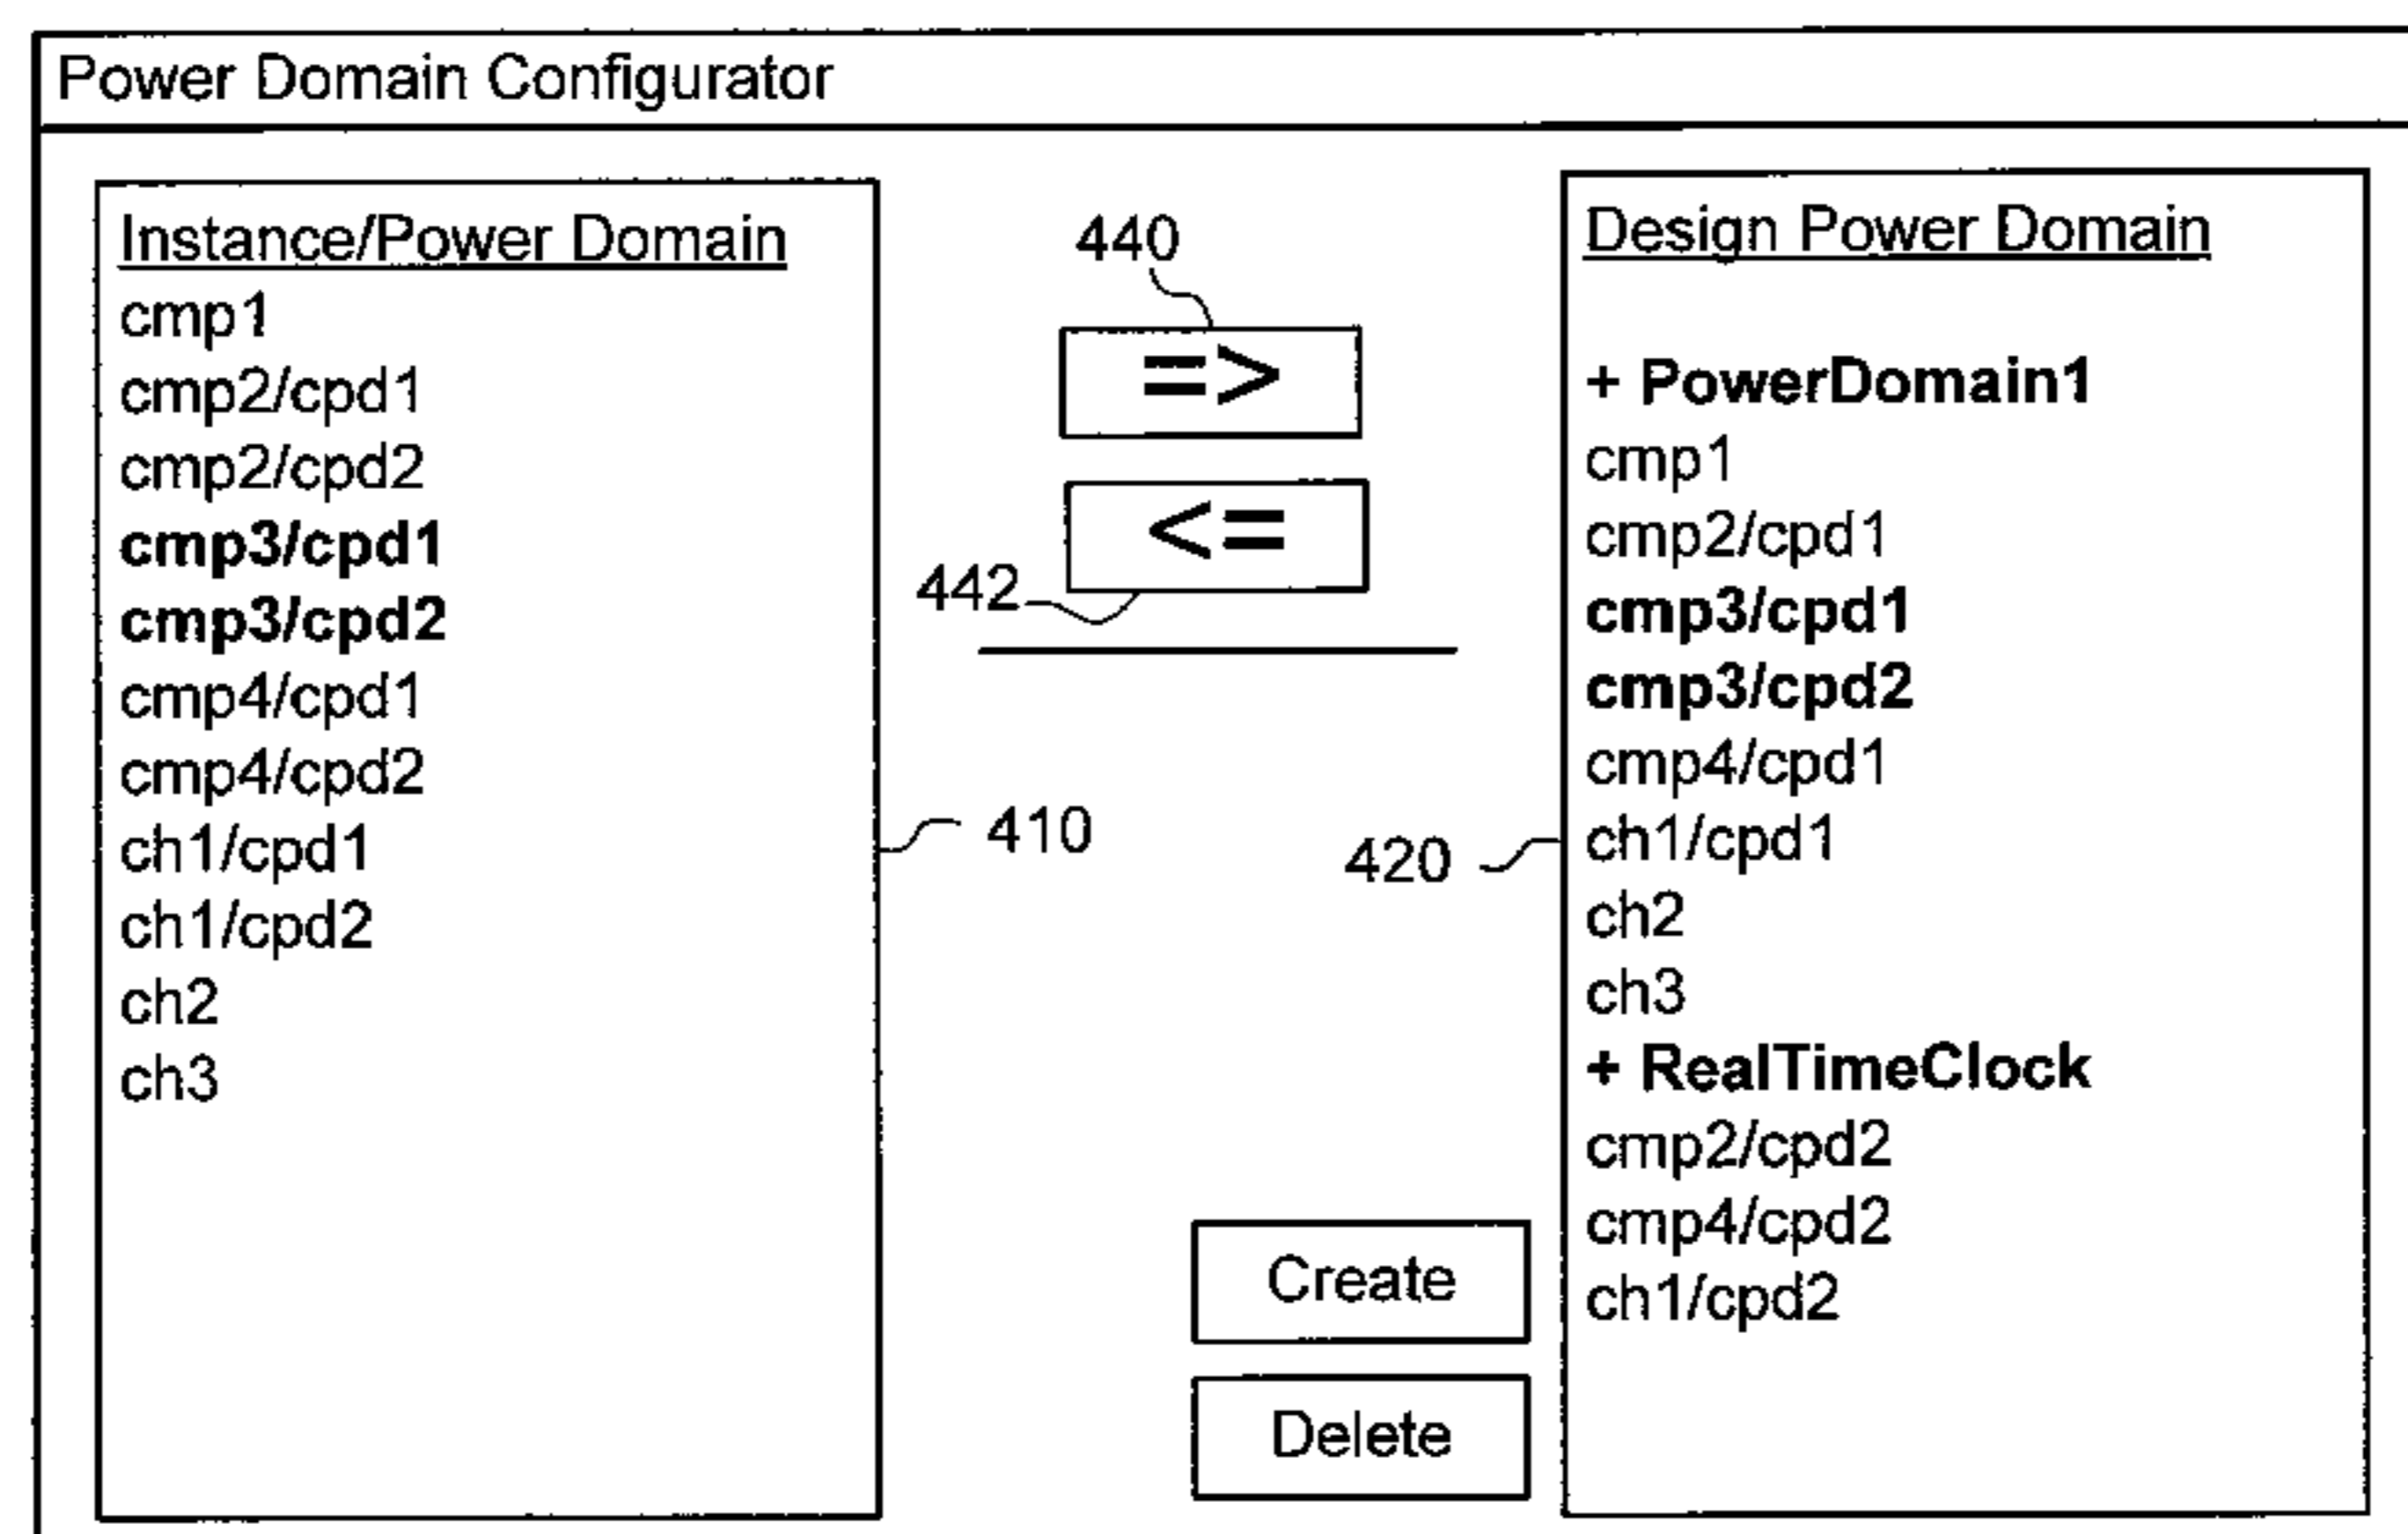 Power Domain Configurator
Instance/Power Domain
cmp1
cmp2/cpd1
cmp2/cpd2
cmp3/cpd1
cmp3/cpd2
cmp4/cpd1
cmp4/cpd2
ch1/cpd1
ch1/cpd2
ch2
ch3
440
=>
<=
442
410
420
Create
Delete
Design Power Domain
+ PowerDomain1
cmp1
cmp2/cpd1
cmp3/cpd1
cmp3/cpd2
cmp4/cpd1
ch1/cpd1
ch2
ch3
+ RealTimeClock
cmp2/cpd2
cmp4/cpd2
ch1/cpd2